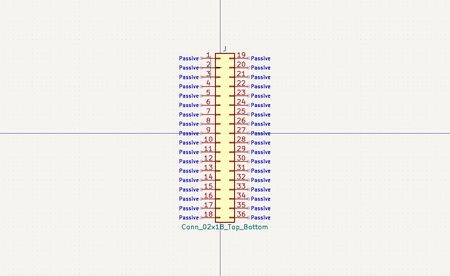 J
Passive 1 19 Passive
Passive 2 20 Passive
Passive 3 21 Passive
Passive 4 22 Passive
Passive 5 23 Passive
Passive 6 24 Passive
Passive 7 25 Passive
Passive 8 26 Passive
Passive 9 27 Passive
Passive 10 28 Passive
Passive 11 29 Passive
Passive 12 30 Passive
Passive 13 31 Passive
Passive 14 32 Passive
Passive 15 33 Passive
Passive 16 34 Passive
Passive 17 35 Passive
Passive 18 36 Passive
Conn_02x18_Top_Bottom